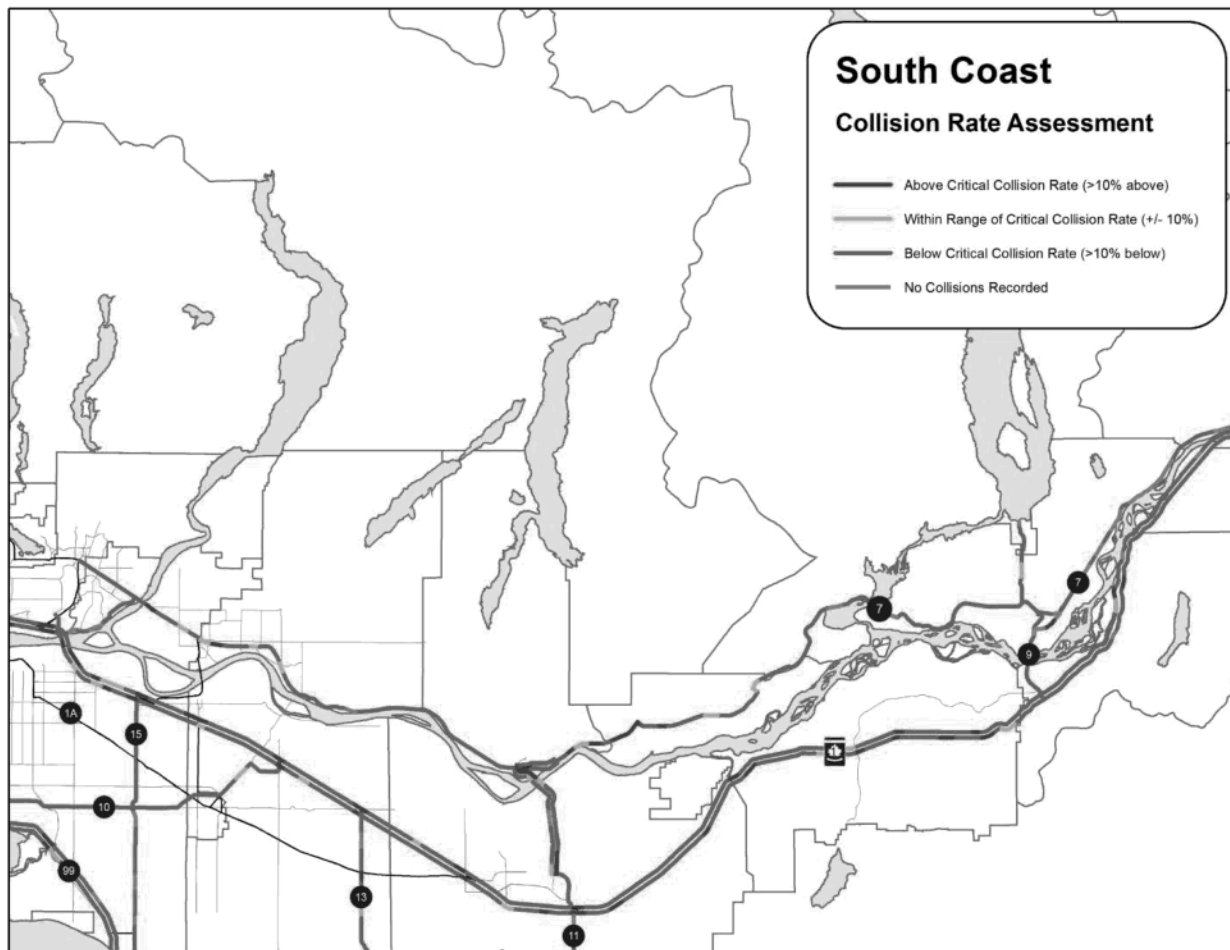 South Coast
Collision Rate Assessment
Above Critical Collision Rate (>10% above)
Within Range of Critical Collision Rate (+/- 10%)
Below Critical Collision Rate (>10% below)
No Collisions Recorded
7
7
9
1A
15
10
99
13
11